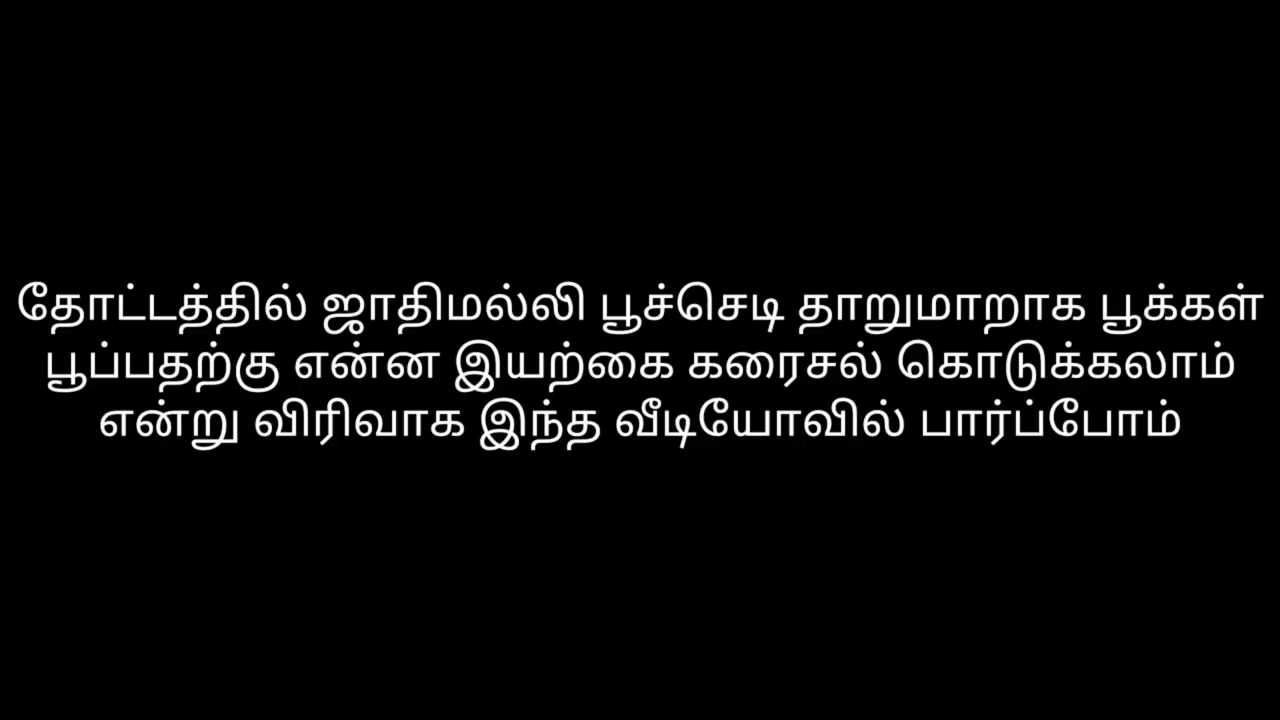 தோட்டத்தில் ஜாதிமல்லி பூச்செடி தாறுமாறாக பூக்கள்
பூப்பதற்கு என்ன இயற்கை கரைசல் கொடுக்கலாம்
என்று விரிவாக இந்த வீடியோவில் பார்ப்போம்